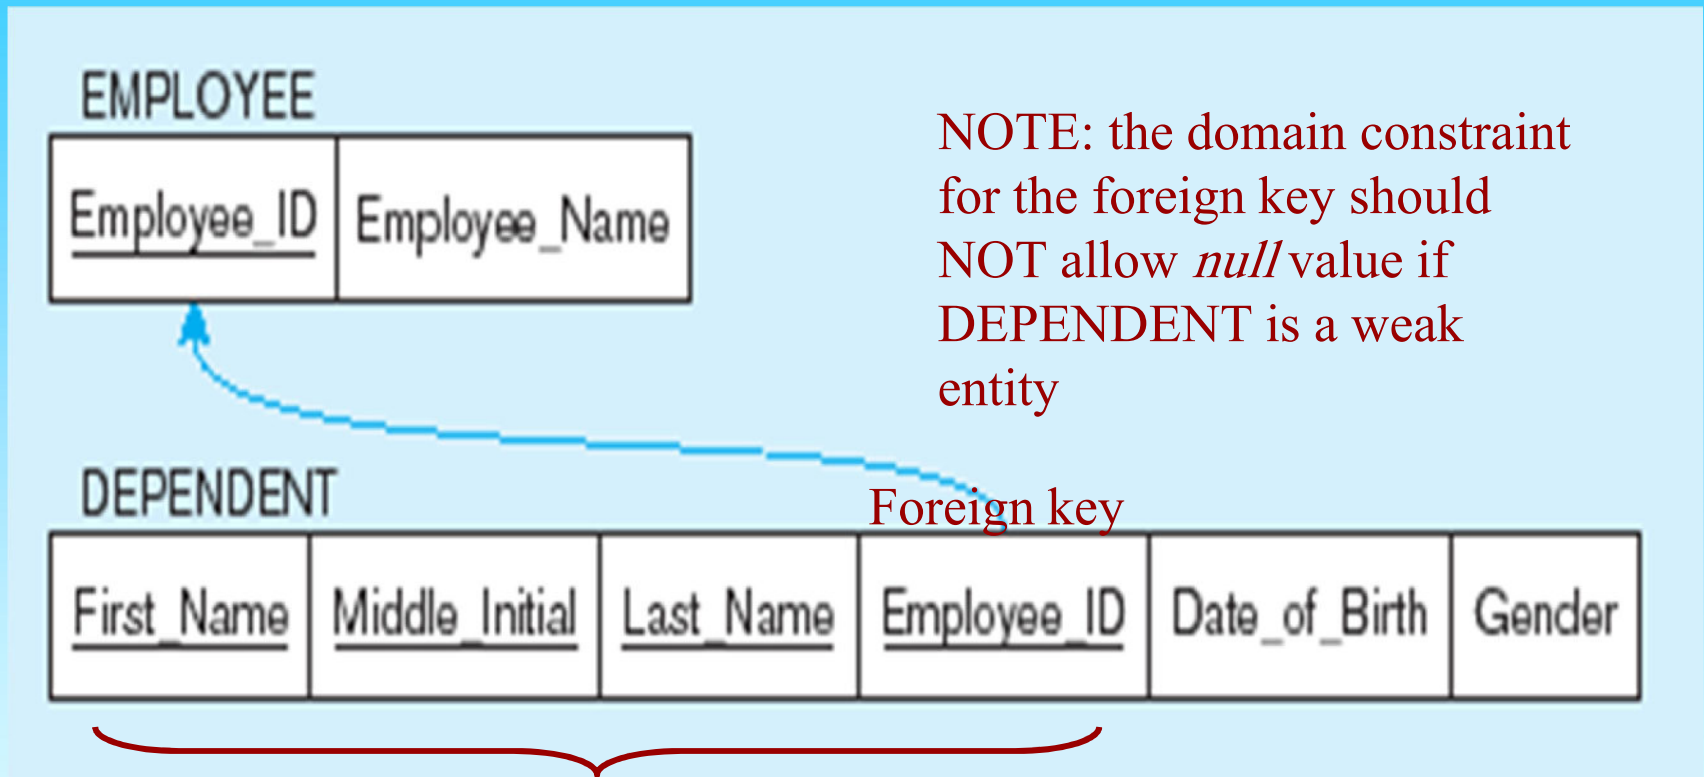 EMPLOYEE
Employee_ID Employee_Name
NOTE: the domain constraint
for the foreign key should
NOT allow null value if
DEPENDENT is a weak
entity
DEPENDENT
Foreign key
First_Name Middle_Initial Last_Name Employee_ID Date_of_Birth Gender